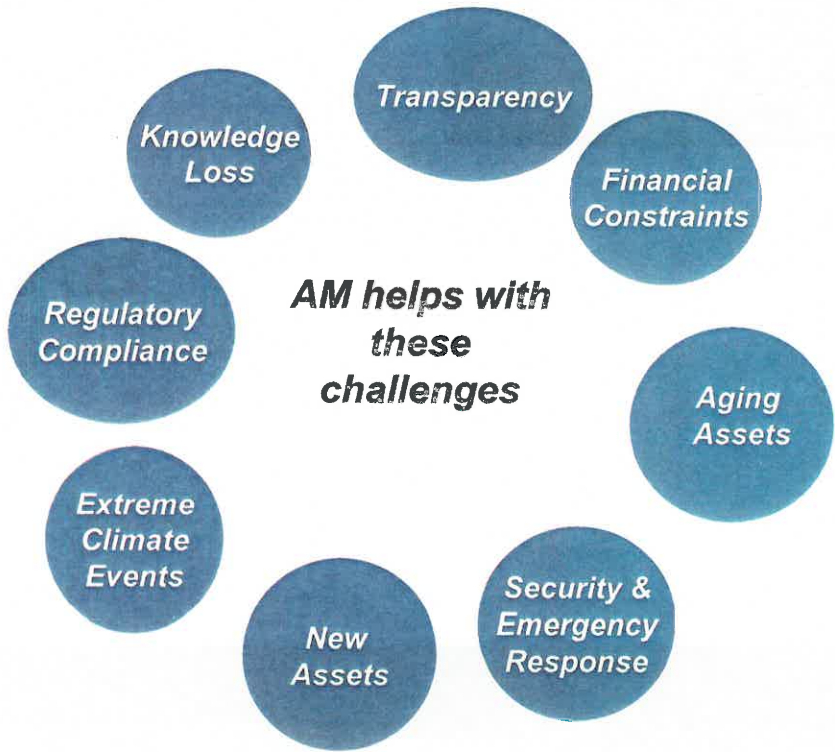 Transparency
Knowledge
Loss
Financial
Constraints
AM helps with
these
challenges
Regulatory
Compliance
Aging
Assets
Extreme
Climate
Events
Security &
Emergency
Response
New
Assets